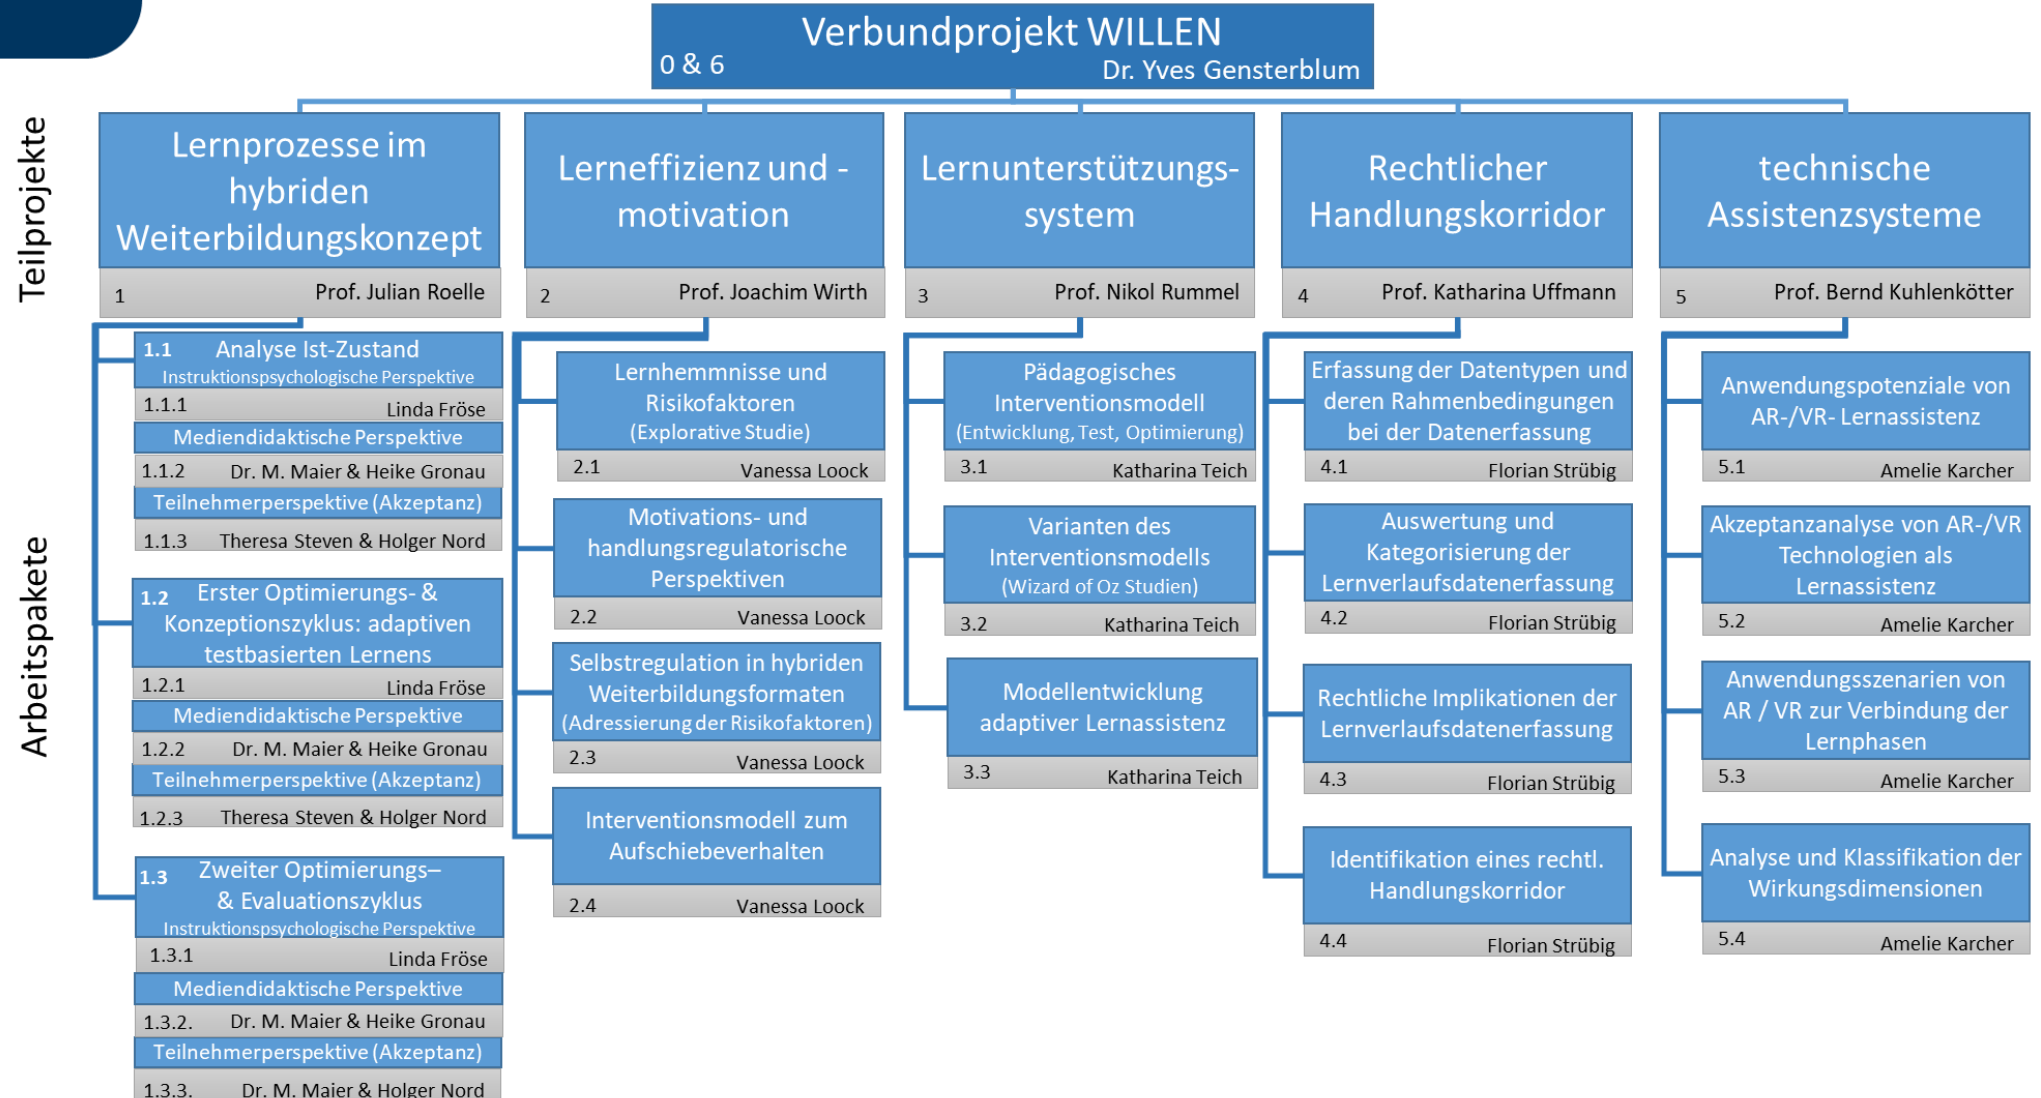 Verbundprojekt WILLEN
0 & 6
Dr. Yves Gensterblum
Teilprojekte
Lernprozesse im
hybriden
Weiterbildungskonzept
1
Prof. Julian Roelle
Lerneffizienz und -
motivation
2
Prof. Joachim Wirth
Lernunterstützungs-
system
3
Prof. Nikol Rummel
Rechtlicher
Handlungskorridor
4
Prof. Katharina Uffmann
technische
Assistenzsysteme
5
Prof. Bernd Kuhlenkötter
Arbeitspakete
1.1 Analyse Ist-Zustand
Instruktionspsychologische Perspektive
1.1.1 Linda Fröse
Mediendidaktische Perspektive
1.1.2 Dr. M. Maier & Heike Gronau
Teilnehmerperspektive (Akzeptanz)
1.1.3 Theresa Steven & Holger Nord
1.2 Erster Optimierungs- &
Konzeptionszyklus: adaptiven
testbasierten Lernens
1.2.1 Linda Fröse
Mediendidaktische Perspektive
1.2.2 Dr. M. Maier & Heike Gronau
Teilnehmerperspektive (Akzeptanz)
1.2.3 Theresa Steven & Holger Nord
1.3 Zweiter Optimierungs–
& Evaluationszyklus
Instruktionspsychologische Perspektive
1.3.1 Linda Fröse
Mediendidaktische Perspektive
1.3.2. Dr. M. Maier & Heike Gronau
Teilnehmerperspektive (Akzeptanz)
1.3.3. Dr. M. Maier & Holger Nord
Lernhemmnisse und
Risikofaktoren
(Explorative Studie)
2.1 Vanessa Loock
Motivations- und
handlungsregulatorische
Perspektiven
2.2 Vanessa Loock
Selbstregulation in hybriden
Weiterbildungsformaten
(Adressierung der Risikofaktoren)
2.3 Vanessa Loock
Interventionsmodell zum
Aufschiebeverhalten
2.4 Vanessa Loock
Pädagogisches
Interventionsmodell
(Entwicklung, Test, Optimierung)
3.1 Katharina Teich
Varianten des
Interventionsmodells
(Wizard of Oz Studien)
3.2 Katharina Teich
Modellentwicklung
adaptiver Lernassistenz
3.3 Katharina Teich
Erfassung der Datentypen und
deren Rahmenbedingungen
bei der Datenerfassung
4.1 Florian Strübig
Auswertung und
Kategorisierung der
Lernverlaufsdatenerfassung
4.2 Florian Strübig
Rechtliche Implikationen der
Lernverlaufsdatenerfassung
4.3 Florian Strübig
Identifikation eines rechtl.
Handlungskorridor
4.4 Florian Strübig
Anwendungspotenziale von
AR-/VR- Lernassistenz
5.1 Amelie Karcher
Akzeptanzanalyse von AR-/VR
Technologien als
Lernassistenz
5.2 Amelie Karcher
Anwendungsszenarien von
AR / VR zur Verbindung der
Lernphasen
5.3 Amelie Karcher
Analyse und Klassifikation der
Wirkungsdimensionen
5.4 Amelie Karcher